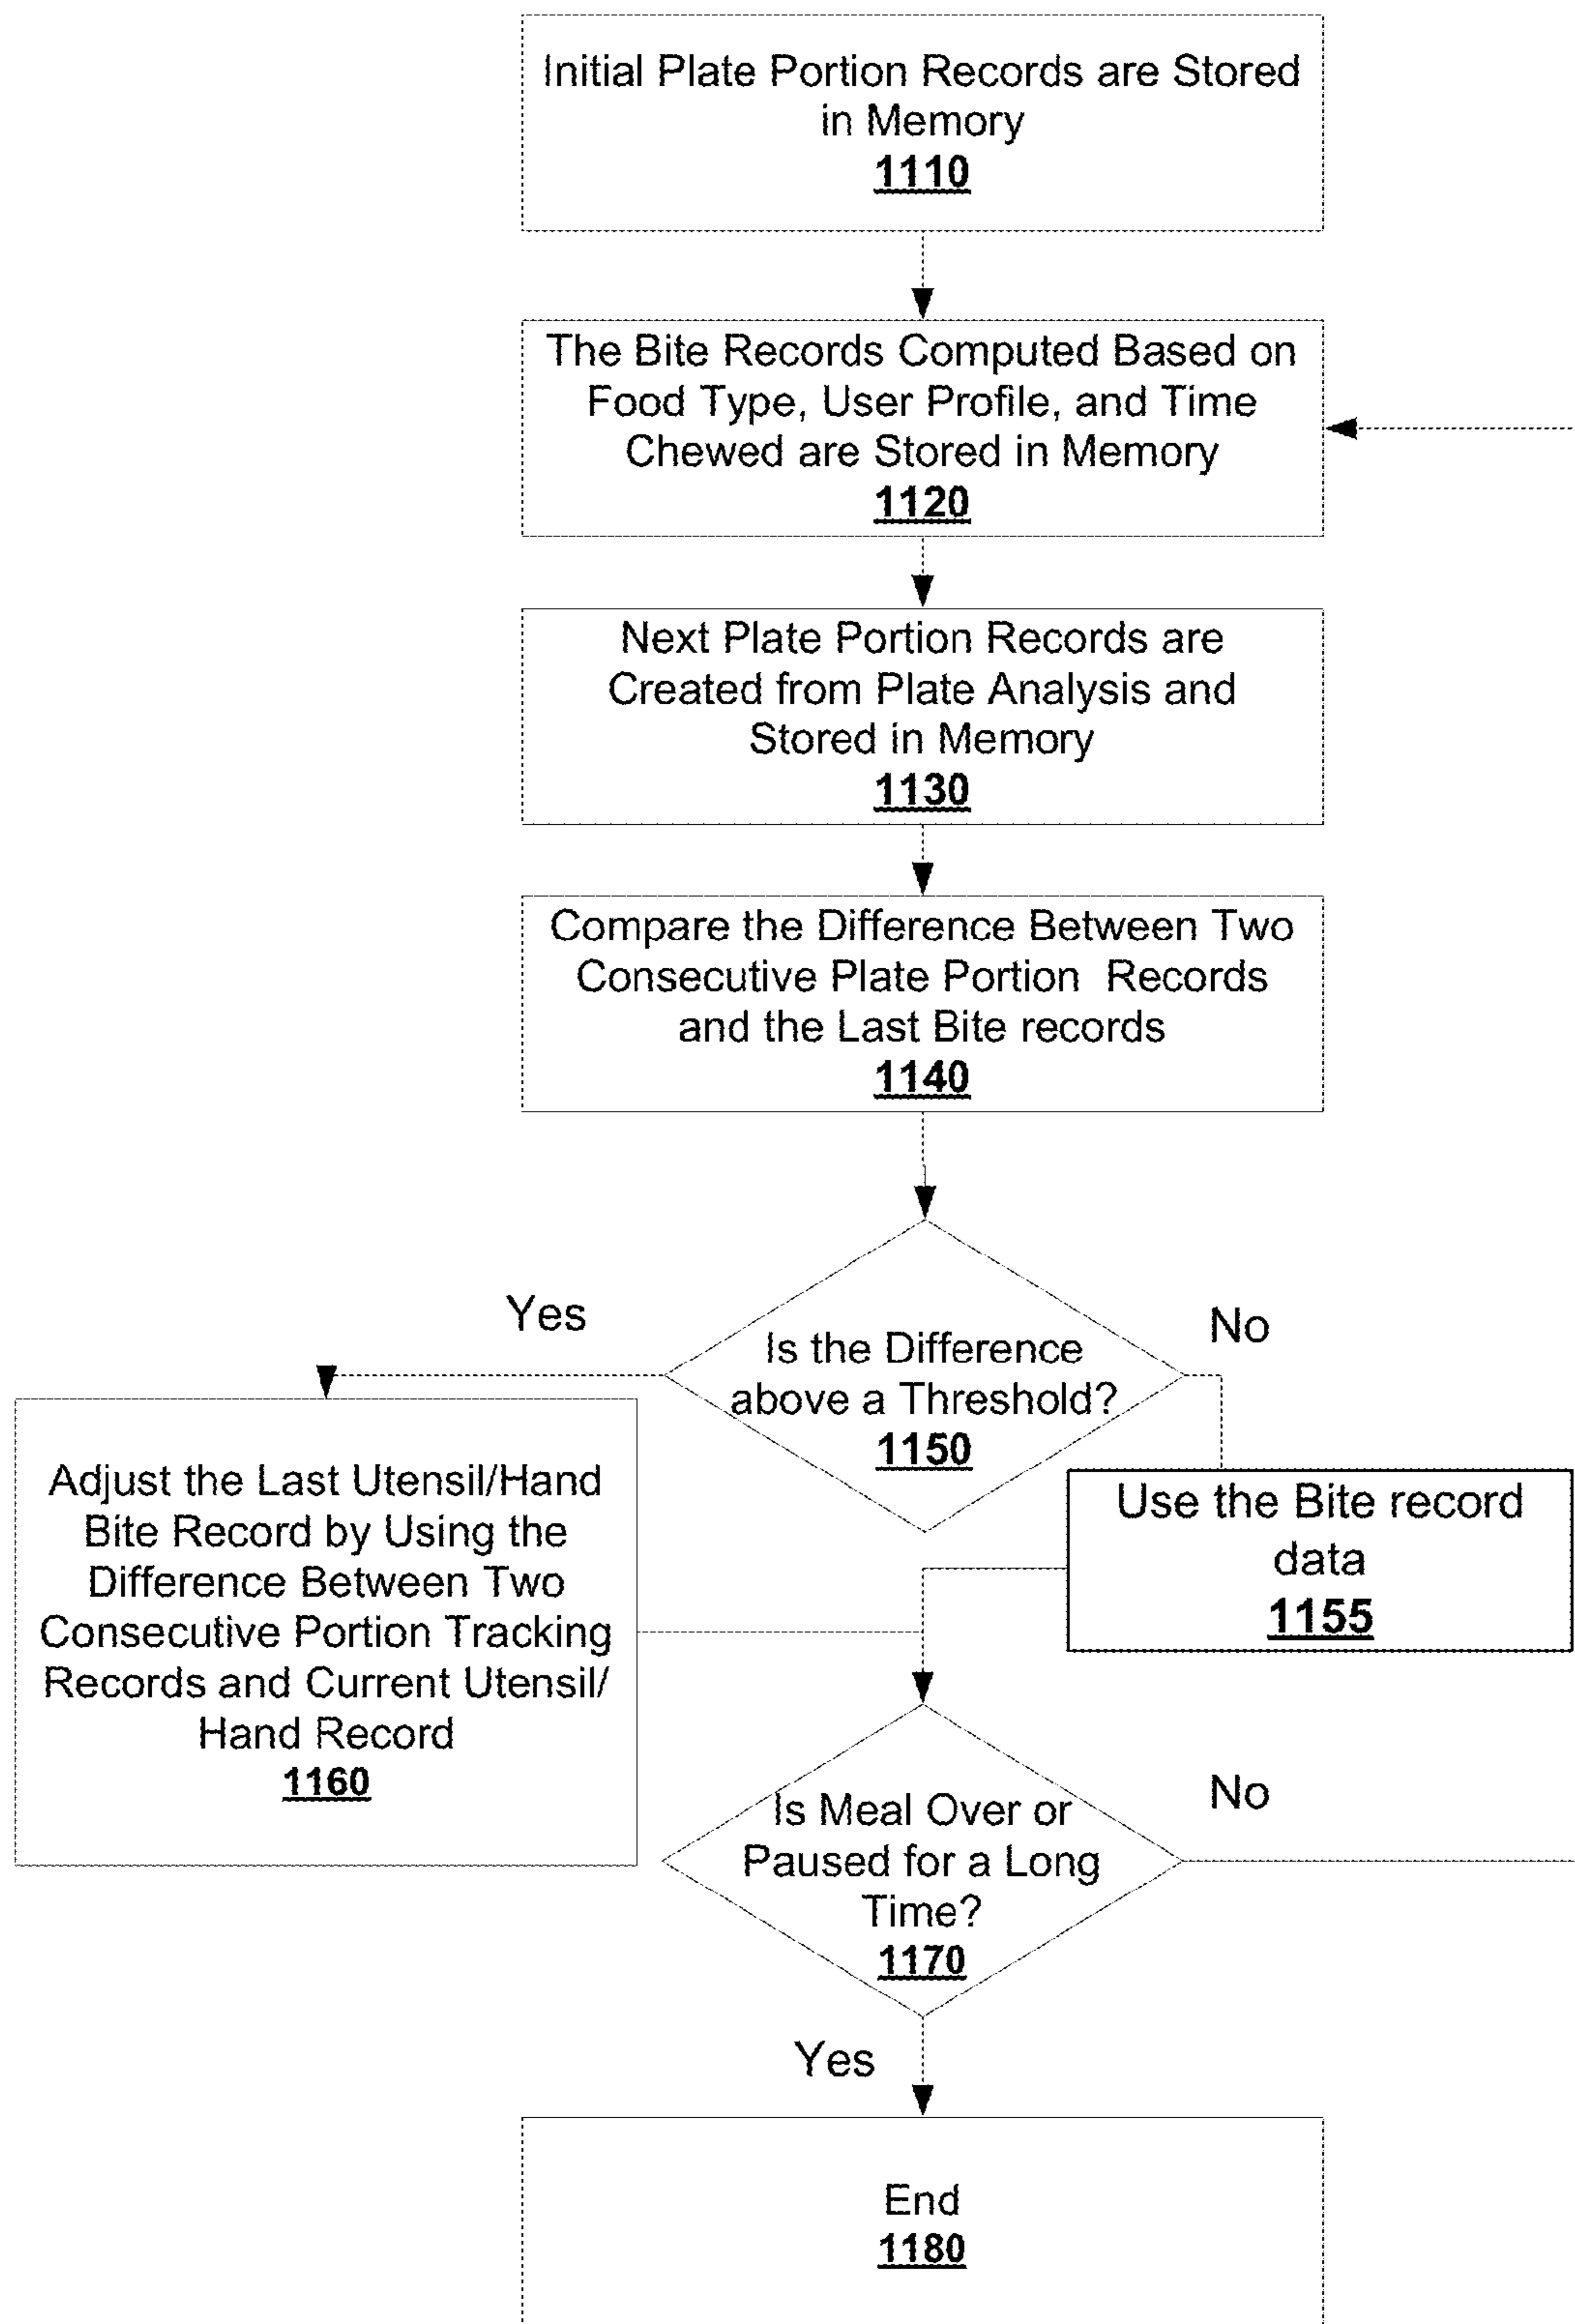 Initial Plate Portion Records are Stored
in Memory
1110
The Bite Records Computed Based on
Food Type, User Profile, and Time
Chewed are Stored in Memory
1120
Next Plate Portion Records are
Created from Plate Analysis and
Stored in Memory
1130
Compare the Difference Between Two
Consecutive Plate Portion Records
and the Last Bite records
1140
Yes
No
Is the Difference
above a Threshold?
1150
Use the Bite record
data
1155
Adjust the Last Utensil/Hand
Bite Record by Using the
Difference Between Two
Consecutive Portion Tracking
Records and Current Utensil/
Hand Record
1160
Is Meal Over or
Paused for a Long
Time?
1170
No
Yes
End
1180